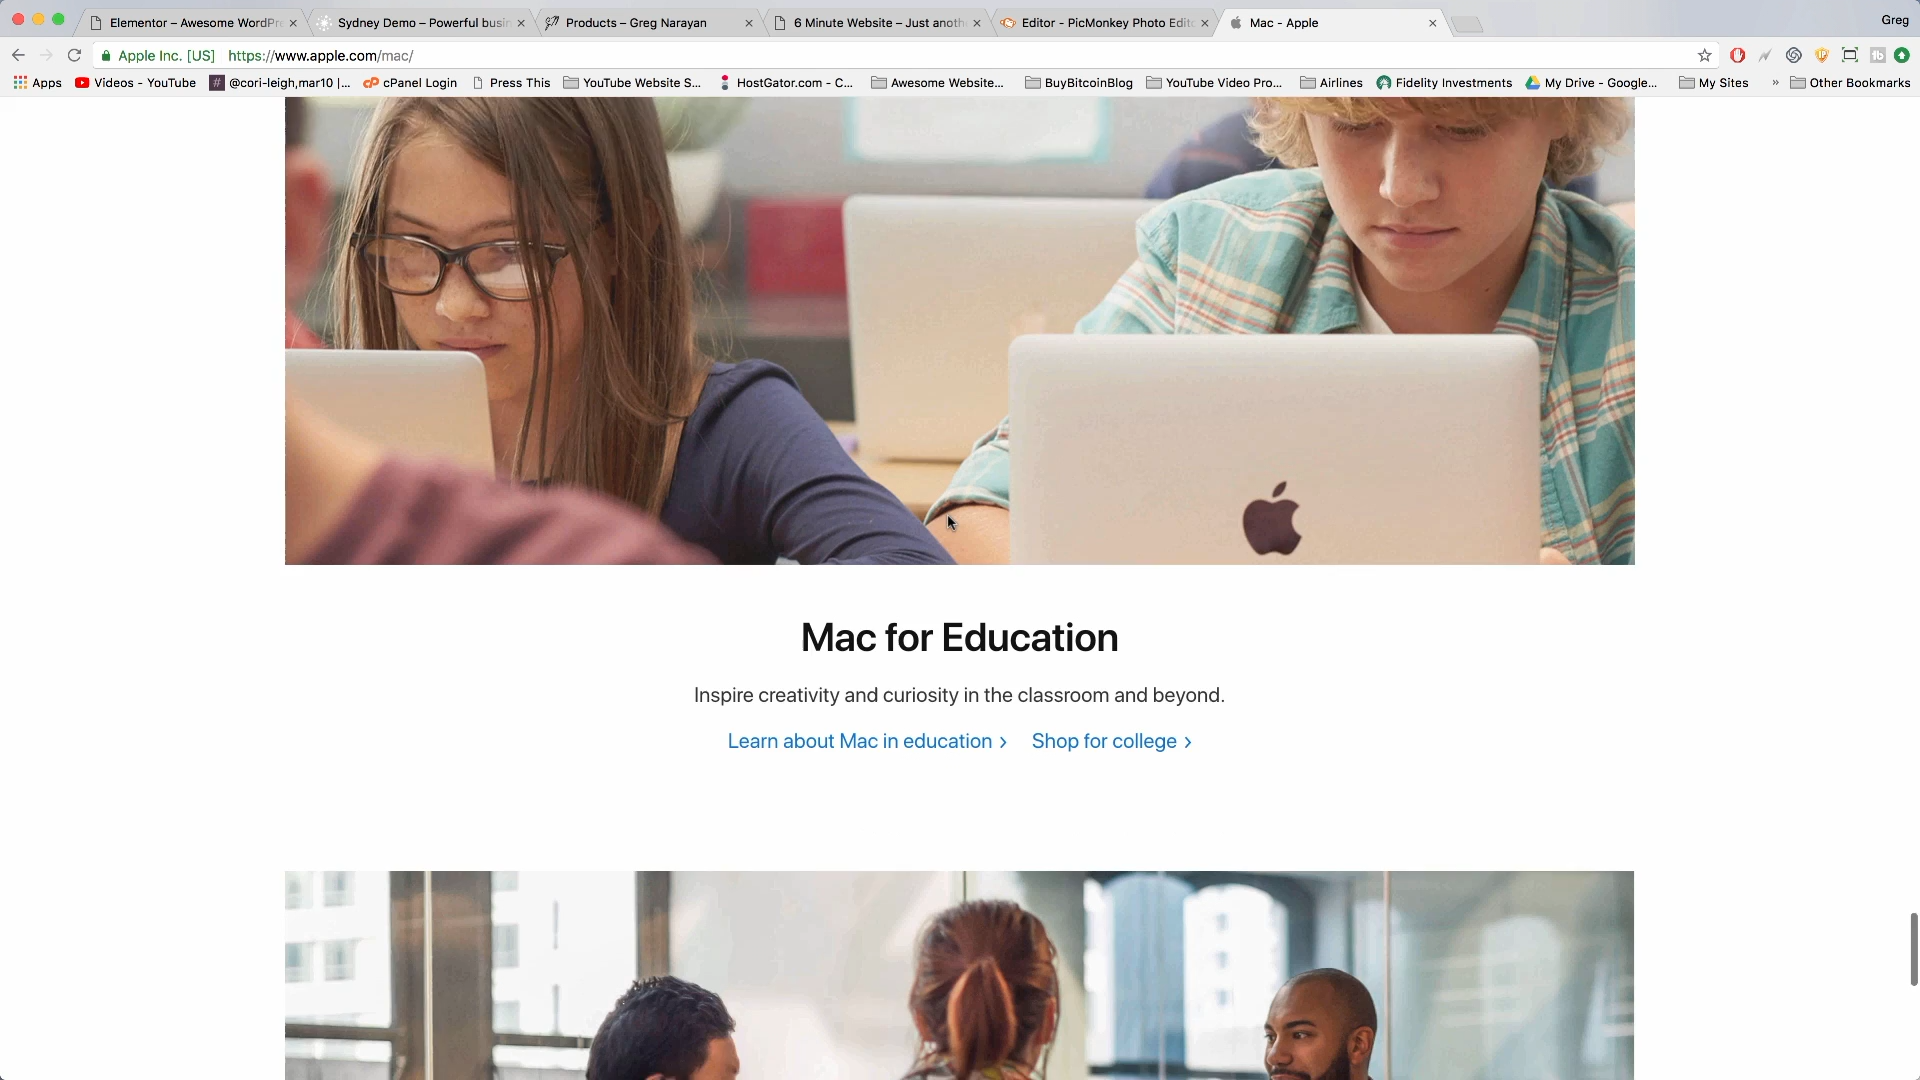 Elementor – Awesome WordPr
Sydney Demo – Powerful busin
Products – Greg Narayan
6 Minute Website – Just anoth
Editor - PicMonkey Photo Edit
Mac - Apple
Greg
Apple Inc. [US] https://www.apple.com/mac/
Apps
Videos - YouTube
@cori-leigh,mar10 |...
cPanel Login
Press This
YouTube Website S...
HostGator.com - C...
Awesome Website...
BuyBitcoinBlog
YouTube Video Pro...
Airlines
Fidelity Investments
My Drive - Google...
My Sites
»
Other Bookmarks
Mac for Education
Inspire creativity and curiosity in the classroom and beyond.
Learn about Mac in education › Shop for college ›